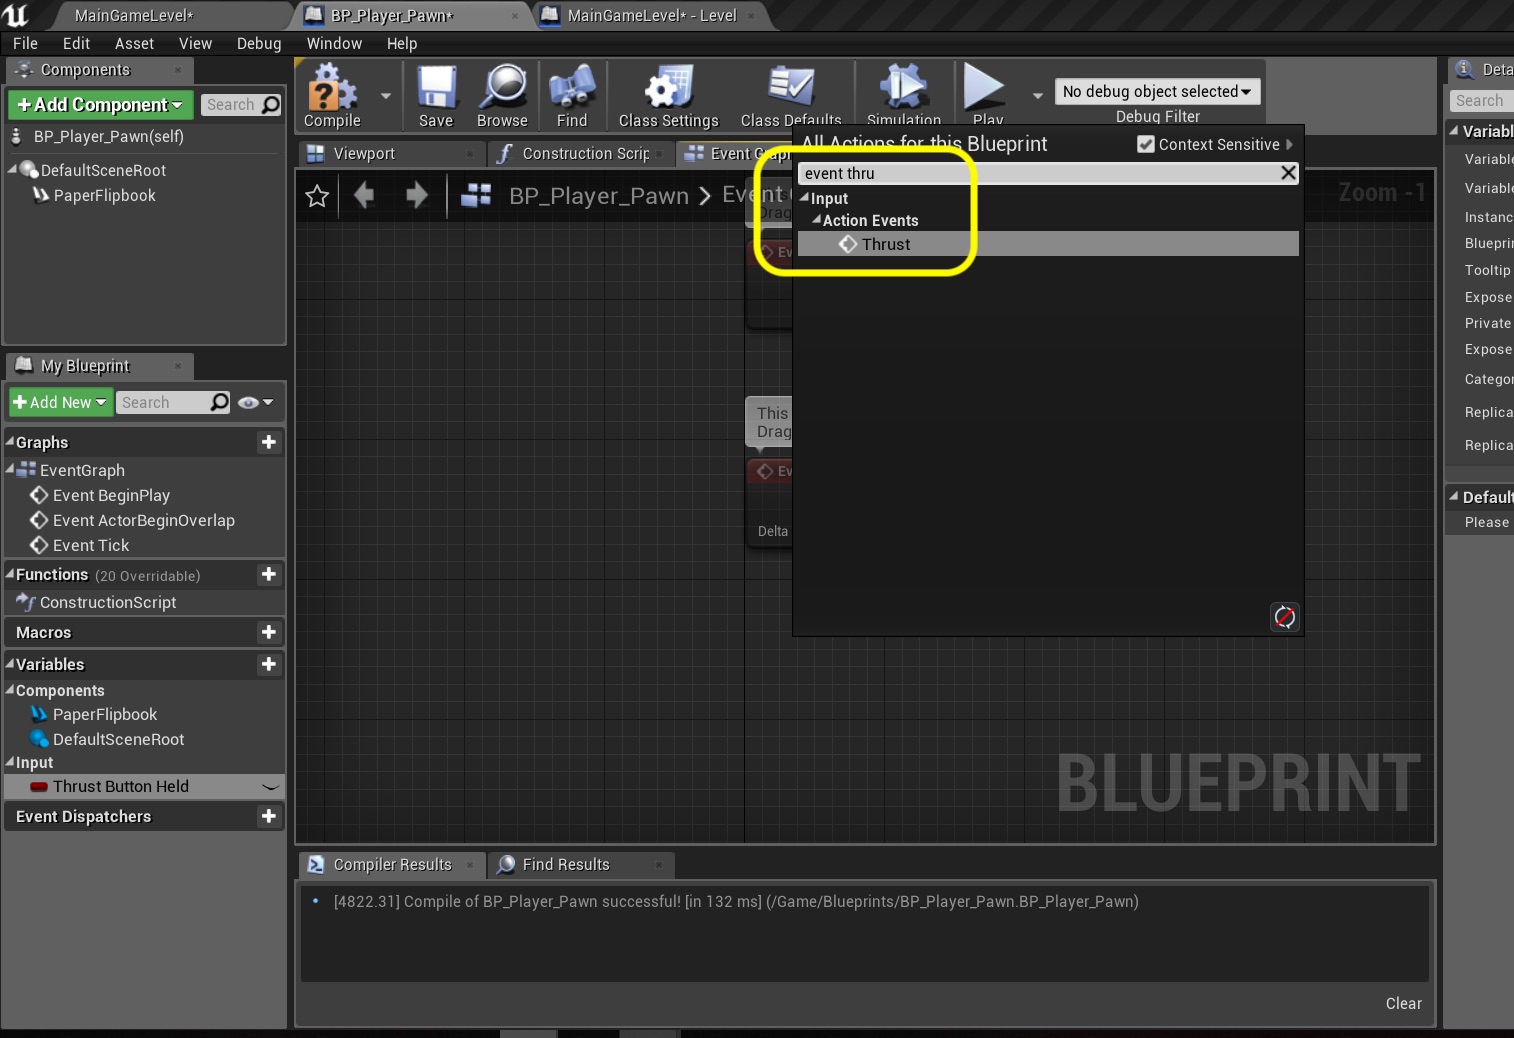 MainGameLevel*
BP_Player_Pawn*
MainGameLevel* - Level
File Edit Asset View Debug Window Help
Components
Add Component
Search
BP_Player_Pawn(self)
DefaultSceneRoot
PaperFlipbook
Compile
Save
Browse
Find
Class Settings
Class Defaults
Simulation
Play
No debug object selected
Debug Filter
Viewport
Construction Scrip
Event Grap
BP_Player_Pawn > Event
Zoom -1
All Actions for this Blueprint
Context Sensitive
event thru
Input
Action Events
Thrust
Drag
Ev
This
Drag
Ev
Delta
BLUEPRINT
My Blueprint
Add New
Search
Graphs
EventGraph
Event BeginPlay
Event ActorBeginOverlap
Event Tick
Functions (20 Overridable)
ConstructionScript
Macros
Variables
Components
PaperFlipbook
DefaultSceneRoot
Input
Thrust Button Held
Event Dispatchers
Compiler Results
Find Results
[4822.31] Compile of BP_Player_Pawn successful! [in 132 ms] (/Game/Blueprints/BP_Player_Pawn.BP_Player_Pawn)
Clear
Deta
Search
Variabl
Variable
Variable
Instanc
Blueprin
Tooltip
Expose
Private
Expose
Categor
Replica
Replica
Default
Please